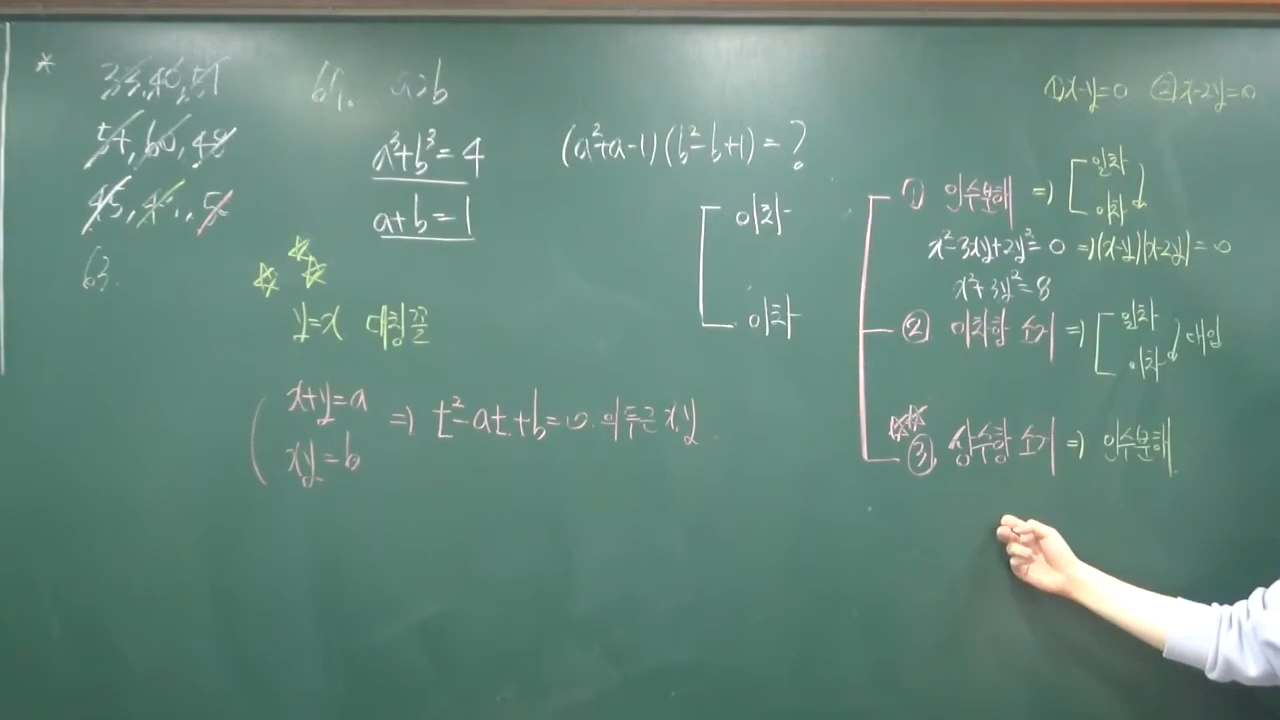 *
33, 40, 51
54, 60, 48
45,
63.
64. a>b
a³+b³=4
a+b=1
(a²+a-1)(b²-b+1)=?
y=x 대칭꼴
x+y=a
xy=b
⇒ t²-at+b=0. 의 두근 x, y
이차
이차
①x-y=0 ②x-2y=0
① 인수분해 ⇒ 일차
이차
x²-3xy+2y²=0 ⇒(x-y)(x-2y)=0
x²+3y²=8
② 이차항 소거 ⇒ 일차
이차 대입
③ 상수항 소거 ⇒ 인수분해